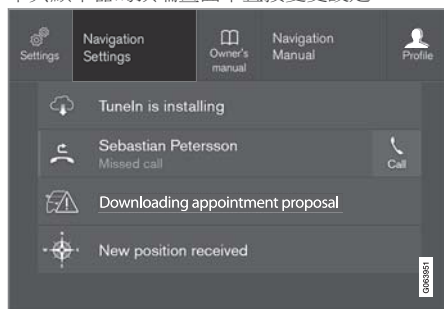 Settings
Navigation
Settings
Owner's
manual
Navigation
Manual
Profile
TuneIn is installing
Sebastian Petersson
Missed call
Call
Downloading appointment proposal
New position received
G063951